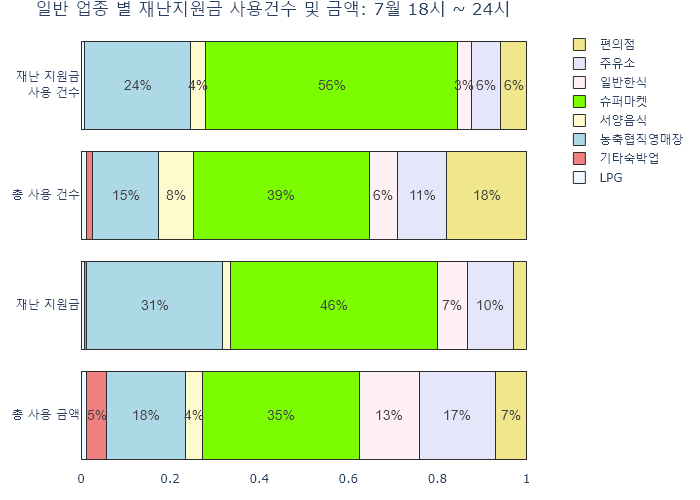 일반 업종 별 재난지원금 사용건수 및 금액: 7월 18시 ~ 24시
재난 지원금
사용 건수
24%
4%
56%
3%
6%
6%
총 사용 건수
15%
8%
39%
6%
11%
18%
재난 지원금
31%
46%
7%
10%
총 사용 금액
5%
18%
4%
35%
13%
17%
7%
0
0.2
0.4
0.6
0.8
1
편의점
주유소
일반한식
슈퍼마켓
서양음식
농축협직영매장
기타숙박업
LPG